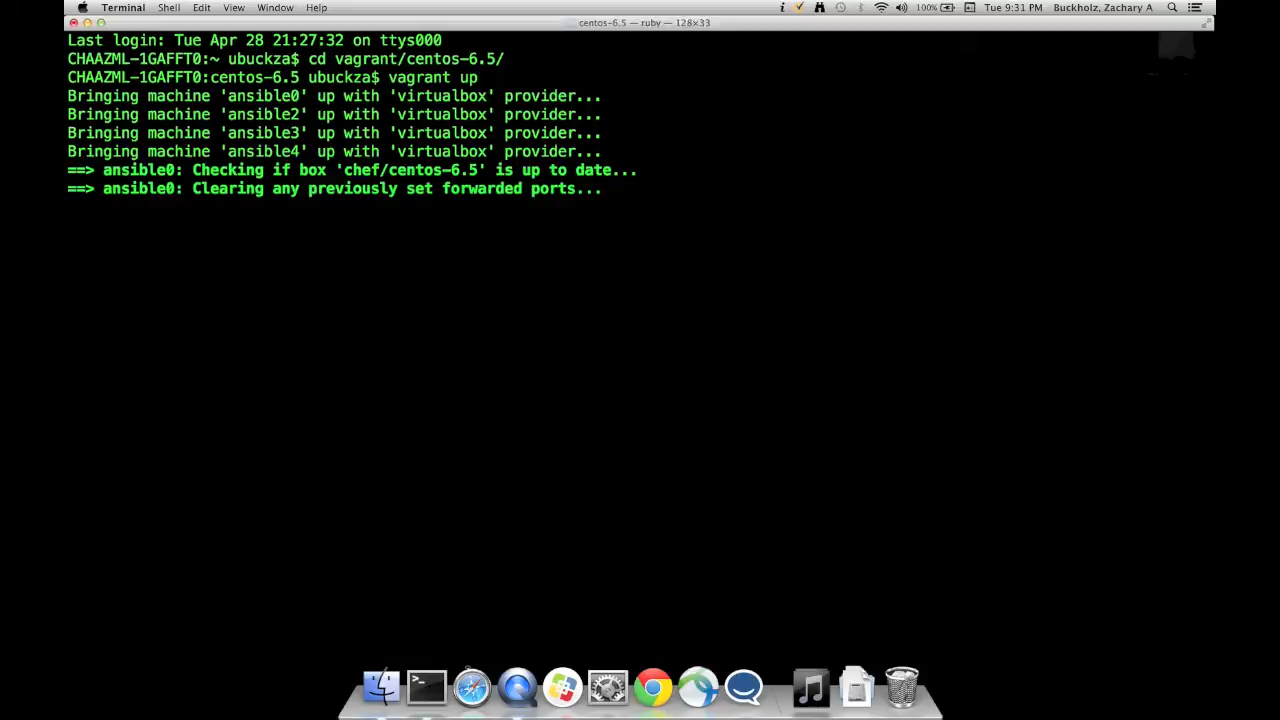 Terminal Shell Edit View Window Help 100% Tue 9:31 PM Buckholz, Zachary A
centos-6.5 — ruby — 128×33
Last login: Tue Apr 28 21:27:32 on ttys000
CHAAZML-1GAFFT0:~ ubuckza$ cd vagrant/centos-6.5/
CHAAZML-1GAFFT0:centos-6.5 ubuckza$ vagrant up
Bringing machine 'ansible0' up with 'virtualbox' provider...
Bringing machine 'ansible2' up with 'virtualbox' provider...
Bringing machine 'ansible3' up with 'virtualbox' provider...
Bringing machine 'ansible4' up with 'virtualbox' provider...
==> ansible0: Checking if box 'chef/centos-6.5' is up to date...
==> ansible0: Clearing any previously set forwarded ports...